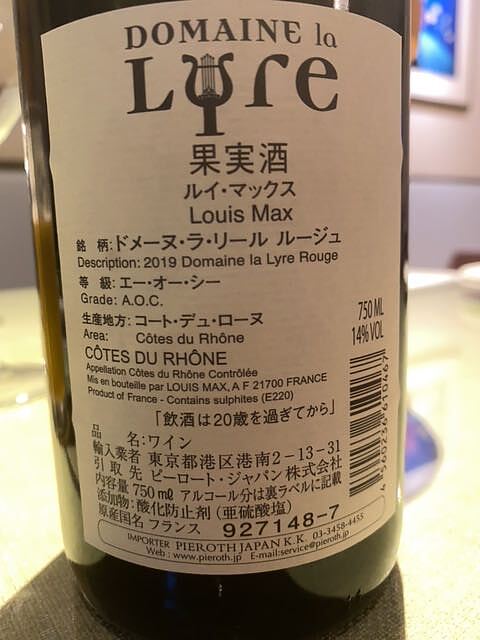 DOMAINE la
Lyre
果実酒
ルイ・マックス
Louis Max
銘 柄:ドメーヌ・ラ・リール ルージュ
Description: 2019 Domaine la Lyre Rouge
等 級:エー・オー・シー
Grade: A.O.C.
生産地方:コート・デュ・ローヌ
Area: Côtes du Rhône
CÔTES DU RHÔNE
Appellation Côtes du Rhône Contrôlée
Mis en bouteille par LOUIS MAX, A F 21700 FRANCE
Product of France - Contains sulphites (E220)
750 ML
14% VOL
「飲酒は20歳を過ぎてから」
品 名:ワイン
輸入業者 東京都港区港南2-13-31
引 取 先 ピーロート・ジャパン株式会社
内容量 750㎖ アルコール分は裏ラベルに記載
添加物:酸化防止剤(亜硫酸塩)
原産国名 フランス 927148-7
IMPORTER PIEROTH JAPAN K.K. 03-3458-4455
Web : www.pieroth.jp E-mail:service@pieroth.jp
4 560236 610467